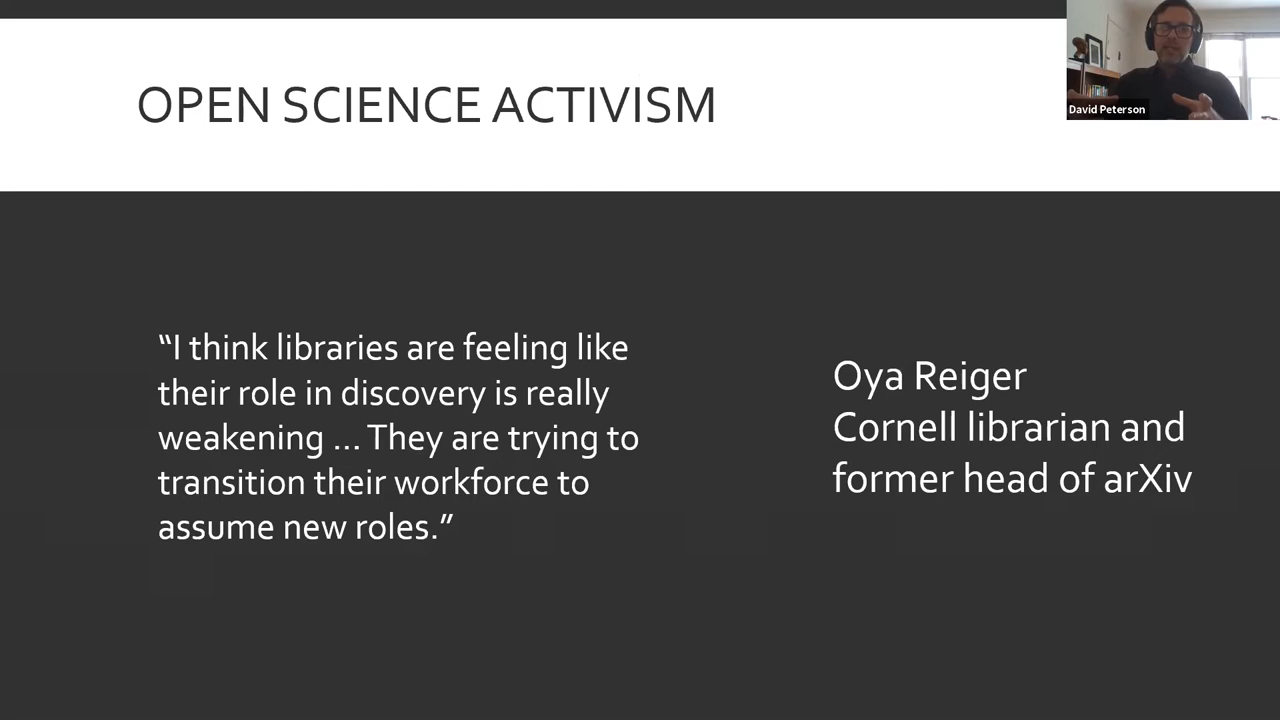 OPEN SCIENCE ACTIVISM
David Peterson
“I think libraries are feeling like
their role in discovery is really
weakening ... They are trying to
transition their workforce to
assume new roles.”
Oya Reiger
Cornell librarian and
former head of arXiv